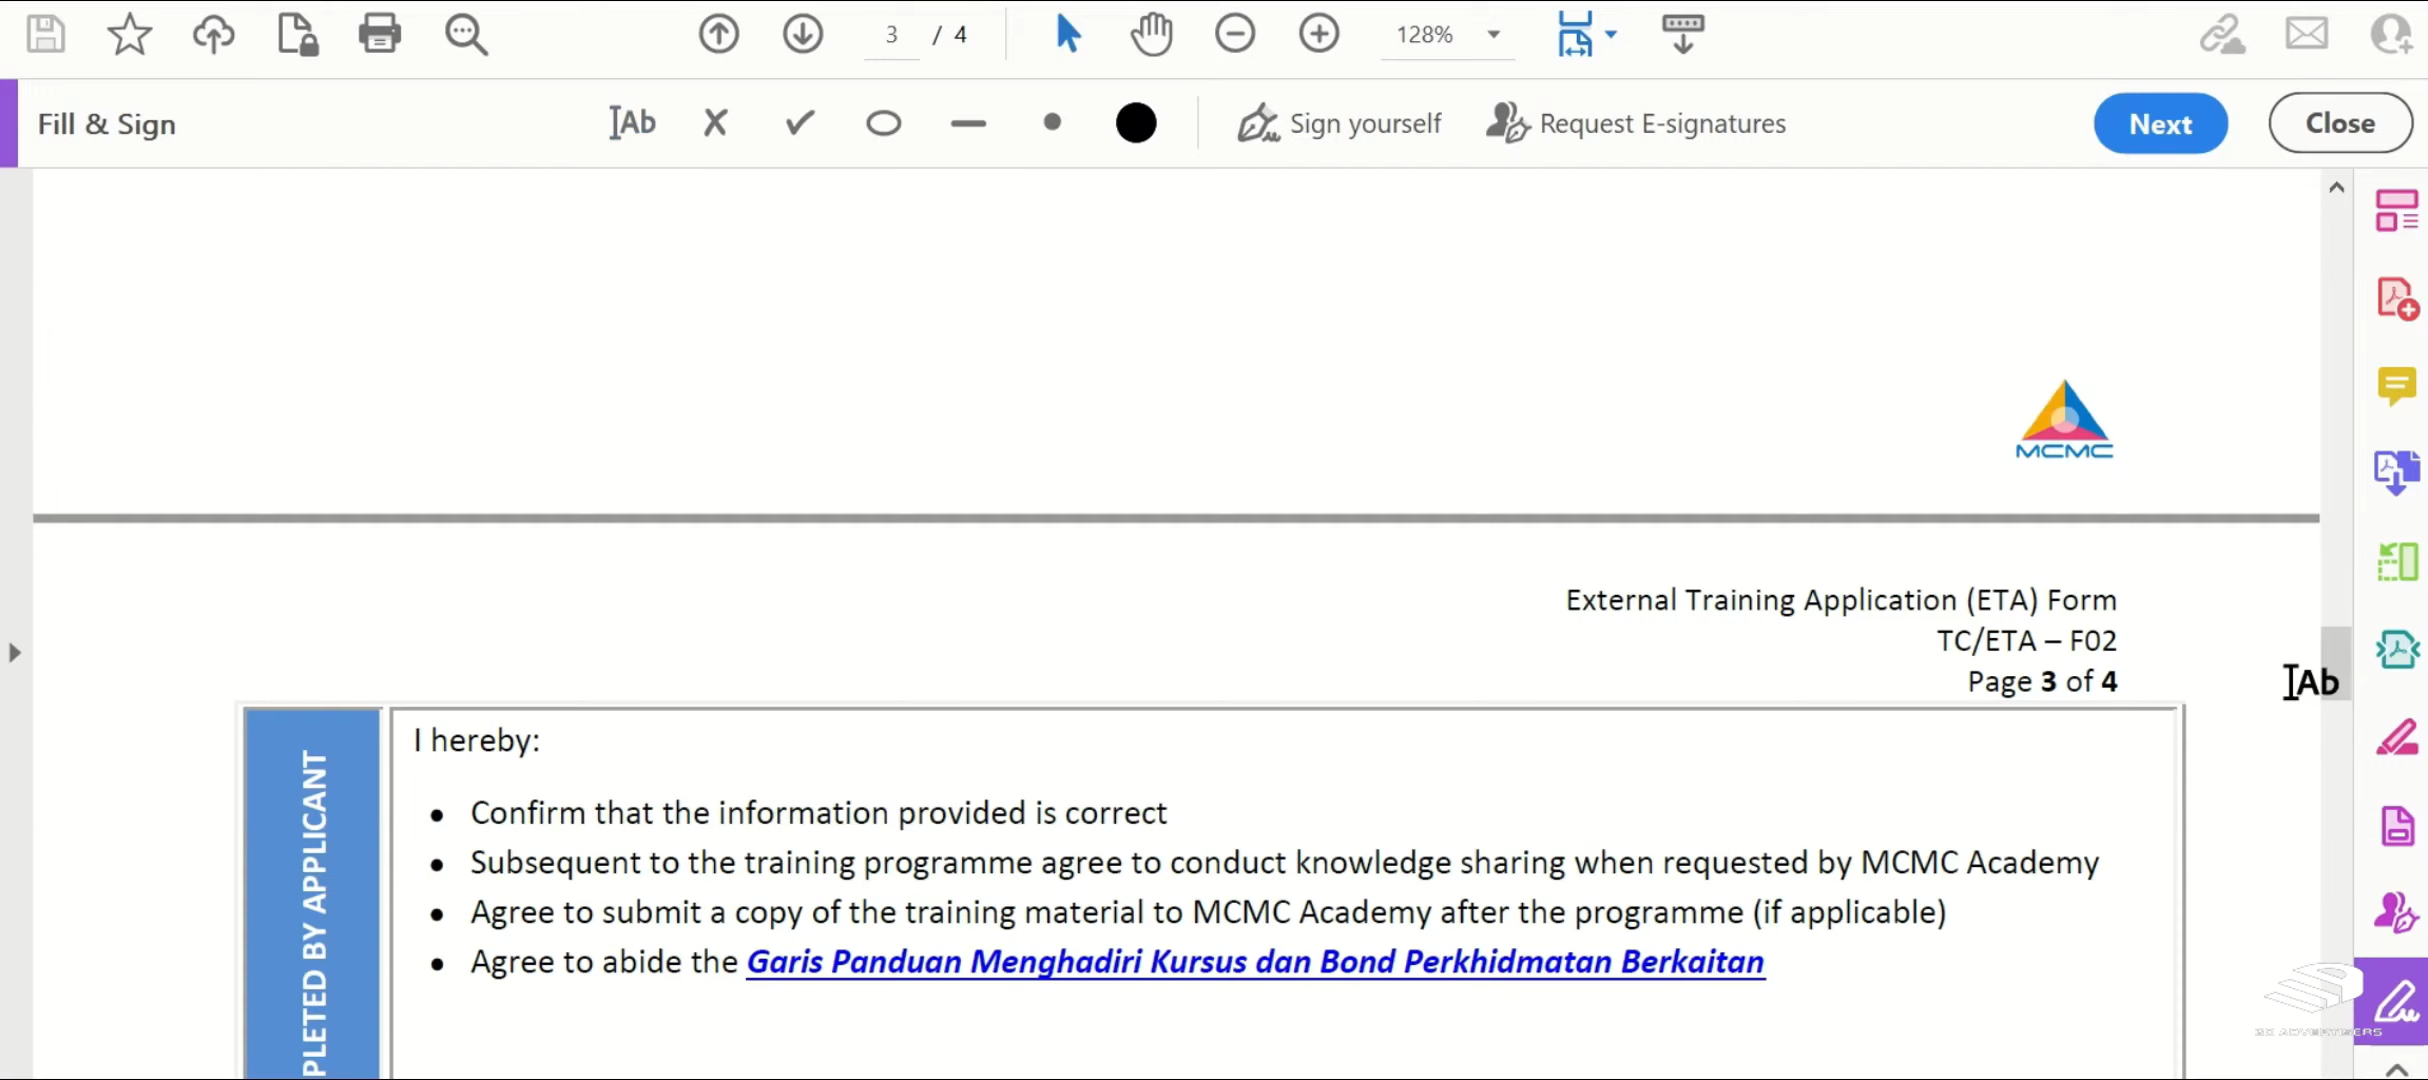 3 / 4
128%
Fill & Sign
Ab
Sign yourself
Request E-signatures
Next
Close
MCMC
External Training Application (ETA) Form
TC/ETA – F02
Page 3 of 4
Ab
PLETED BY APPLICANT
I hereby:
• Confirm that the information provided is correct
• Subsequent to the training programme agree to conduct knowledge sharing when requested by MCMC Academy
• Agree to submit a copy of the training material to MCMC Academy after the programme (if applicable)
• Agree to abide the Garis Panduan Menghadiri Kursus dan Bond Perkhidmatan Berkaitan